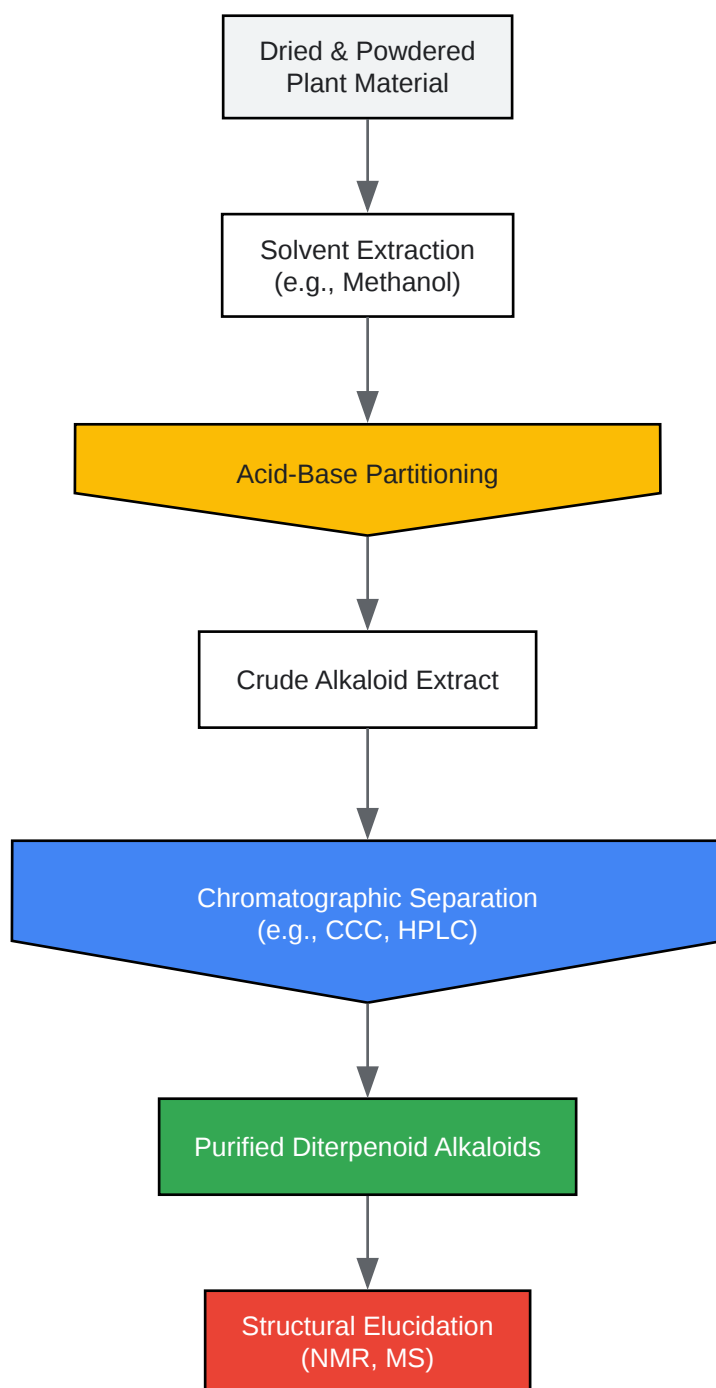 Dried & Powdered
Plant Material
Solvent Extraction
(e.g., Methanol)
Acid-Base Partitioning
Crude Alkaloid Extract
Chromatographic Separation
(e.g., CCC, HPLC)
Purified Diterpenoid Alkaloids
Structural Elucidation
(NMR, MS)